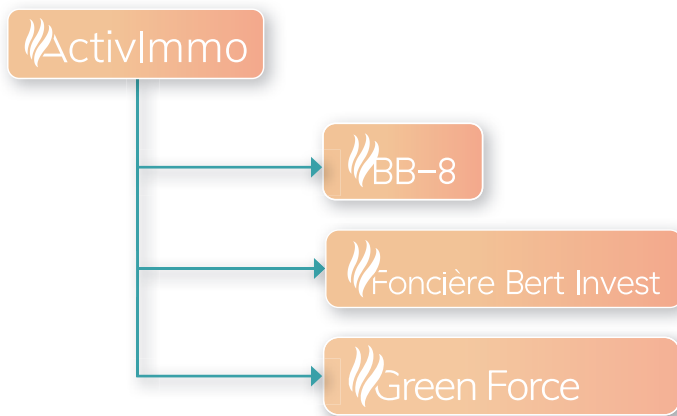 ActivImmo
BB-8
Foncière Bert Invest
Green Force